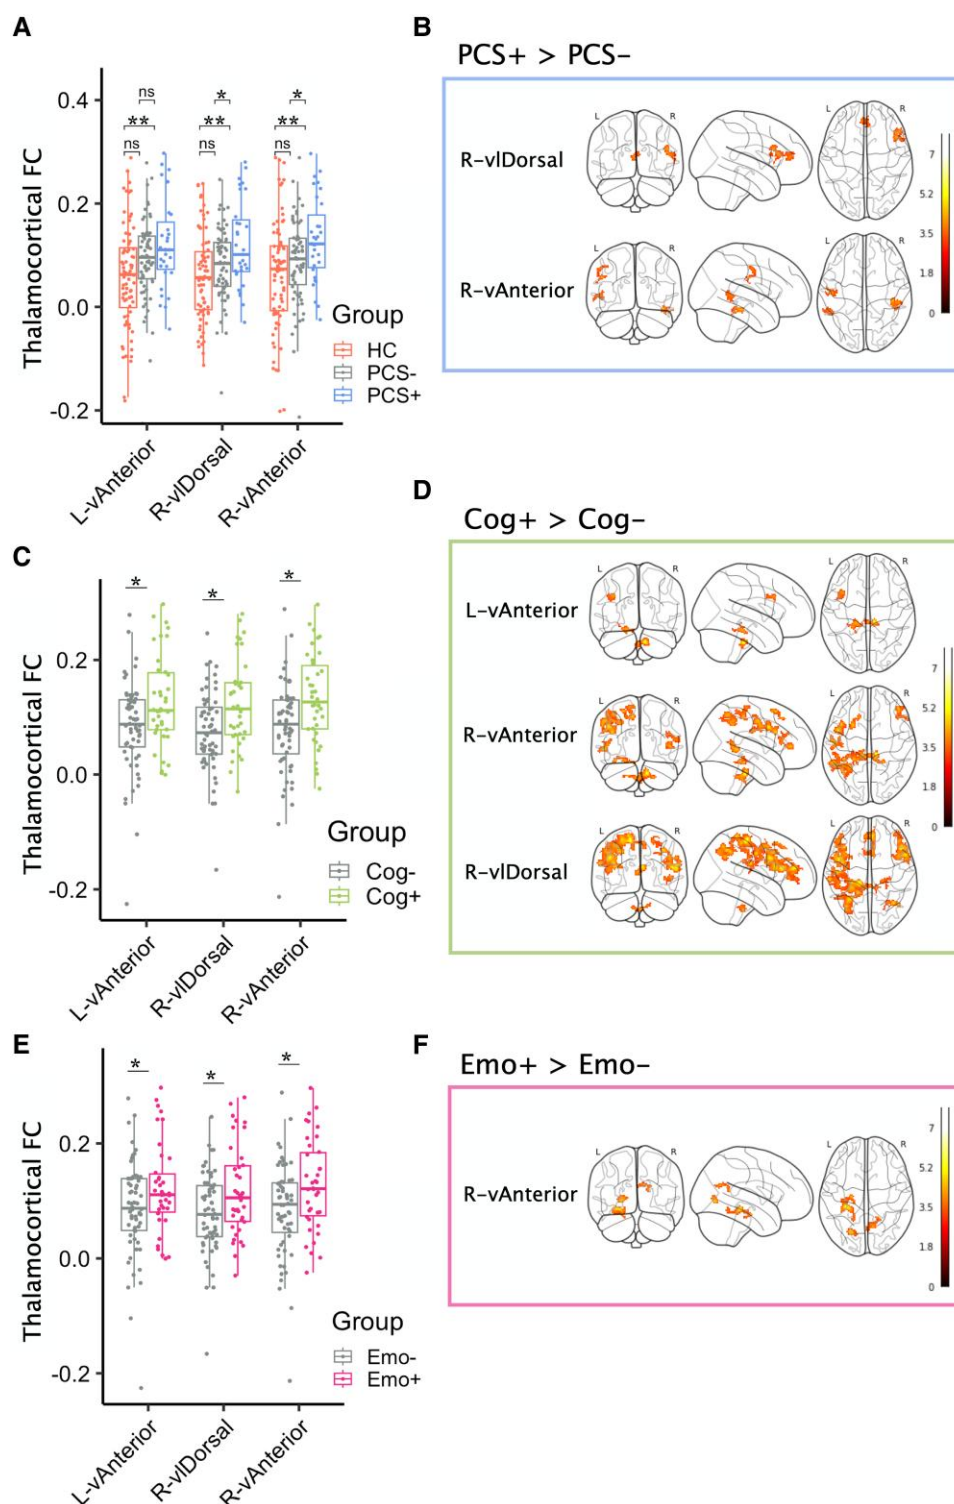 A
Thalamocortical FC
0.4
0.2
0.0
-0.2
ns
*
*
**
**
**
ns
ns
ns
L-vAnterior
R-vlDorsal
R-vAnterior
Group
HC
PCS-
PCS+
B
PCS+ > PCS-
R-vlDorsal
L R
L R
R-vAnterior
L R
L R
7
5.2
3.5
1.8
0
C
Thalamocortical FC
0.2
0.0
-0.2
*
*
*
L-vAnterior
R-vlDorsal
R-vAnterior
Group
Cog-
Cog+
D
Cog+ > Cog-
L-vAnterior
L R
L R
R-vAnterior
L R
L R
R-vlDorsal
L R
L R
7
5.2
3.5
1.8
0
E
Thalamocortical FC
0.2
0.0
-0.2
*
*
*
L-vAnterior
R-vlDorsal
R-vAnterior
Group
Emo-
Emo+
F
Emo+ > Emo-
R-vAnterior
L R
L R
7
5.2
3.5
1.8
0